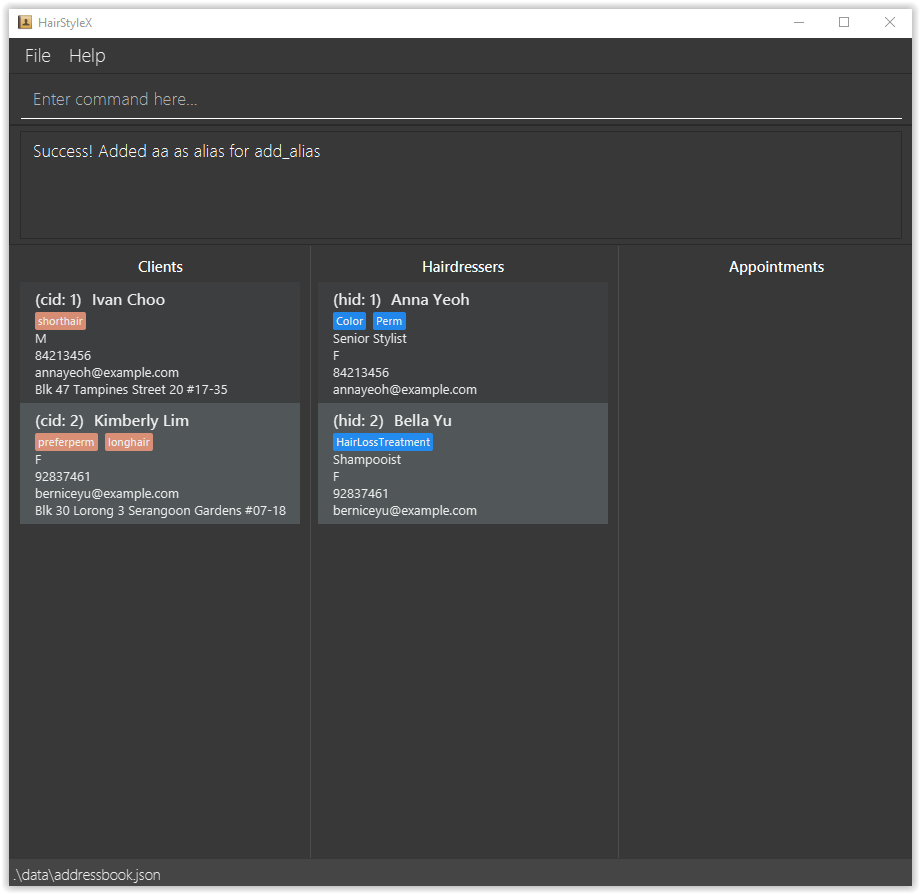 HairStyleX
File Help
Enter command here...
Success! Added aa as alias for add_alias
Clients
(cid: 1) Ivan Choo
shorthair
M
84213456
annayeoh@example.com
Blk 47 Tampines Street 20 #17-35
(cid: 2) Kimberly Lim
preferperm longhair
F
92837461
berniceyu@example.com
Blk 30 Lorong 3 Serangoon Gardens #07-18
Hairdressers
(hid: 1) Anna Yeoh
Color Perm
Senior Stylist
F
84213456
annayeoh@example.com
(hid: 2) Bella Yu
HairLossTreatment
Shampooist
F
92837461
berniceyu@example.com
Appointments
.\data\addressbook.json